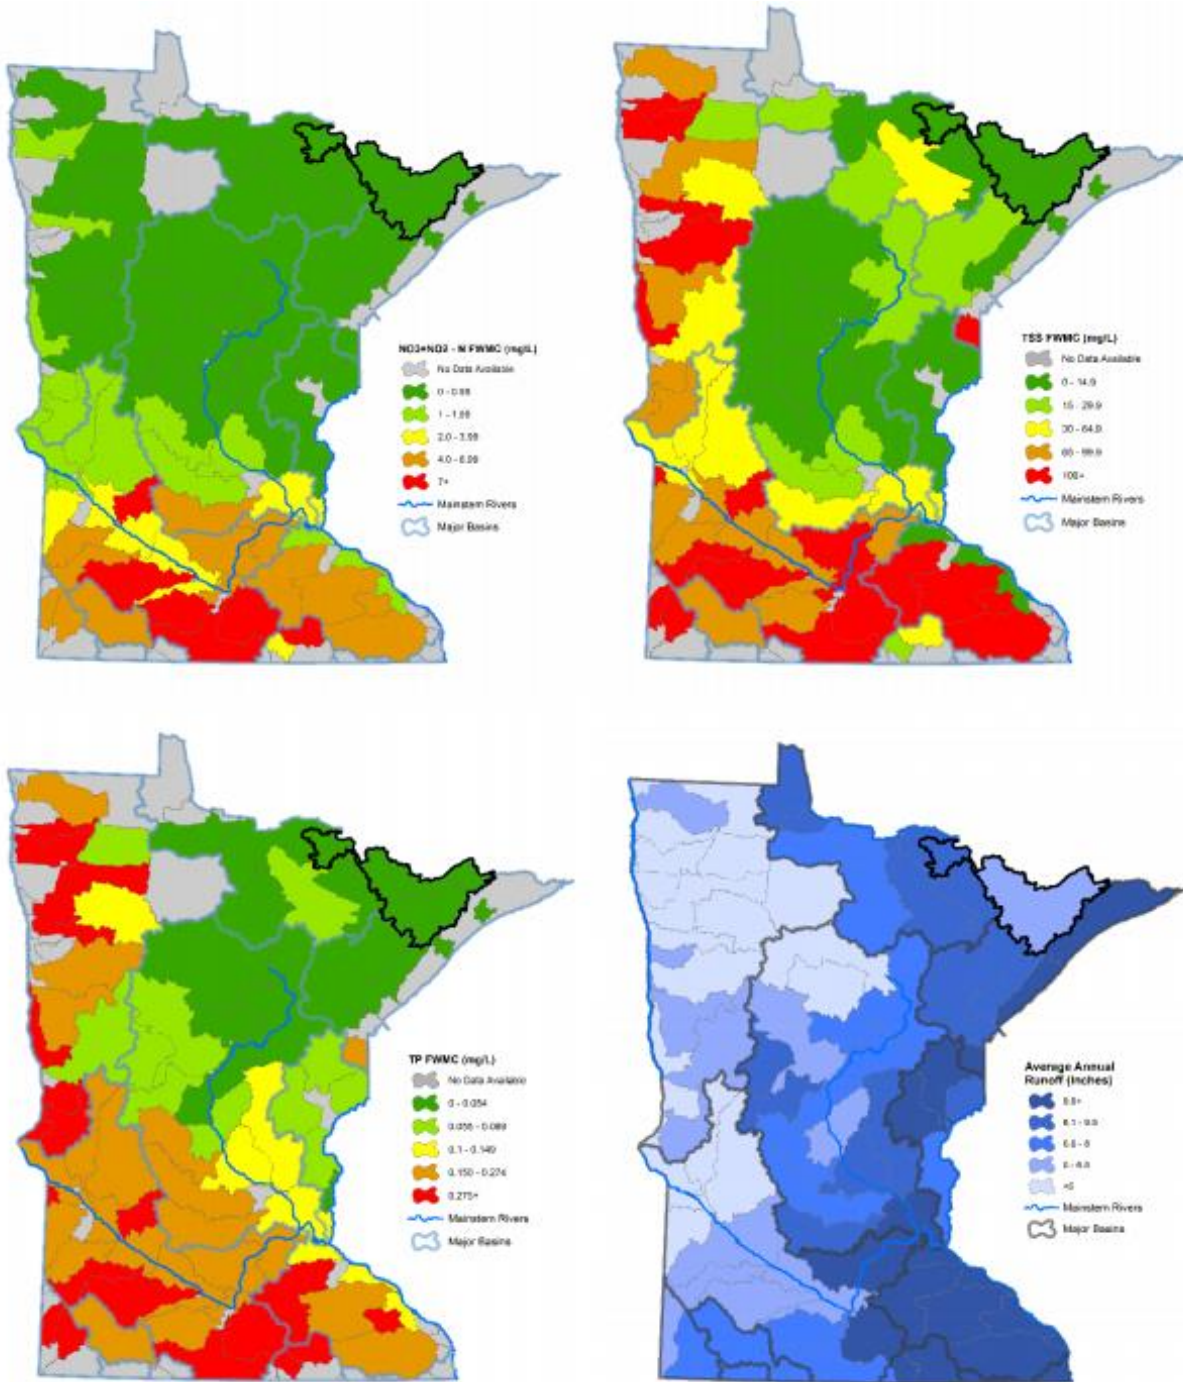 NO3+NO2 - N FWMC (mg/L)
No Data Available
0 - 0.99
1 - 1.99
2.0 - 3.99
4.0 - 6.99
7+
Mainstem Rivers
Major Basins
TSS FWMC (mg/L)
No Data Available
0 - 14.9
15 - 29.9
30 - 64.9
65 - 99.9
100+
Mainstem Rivers
Major Basins
TP FWMC (mg/L)
No Data Available
0 - 0.054
0.1 - 0.149
0.150 - 0.274
0.275+
Mainstem Rivers
Major Basins
Average Annual
Runoff (Inches)
Mainstem Rivers
Major Basins